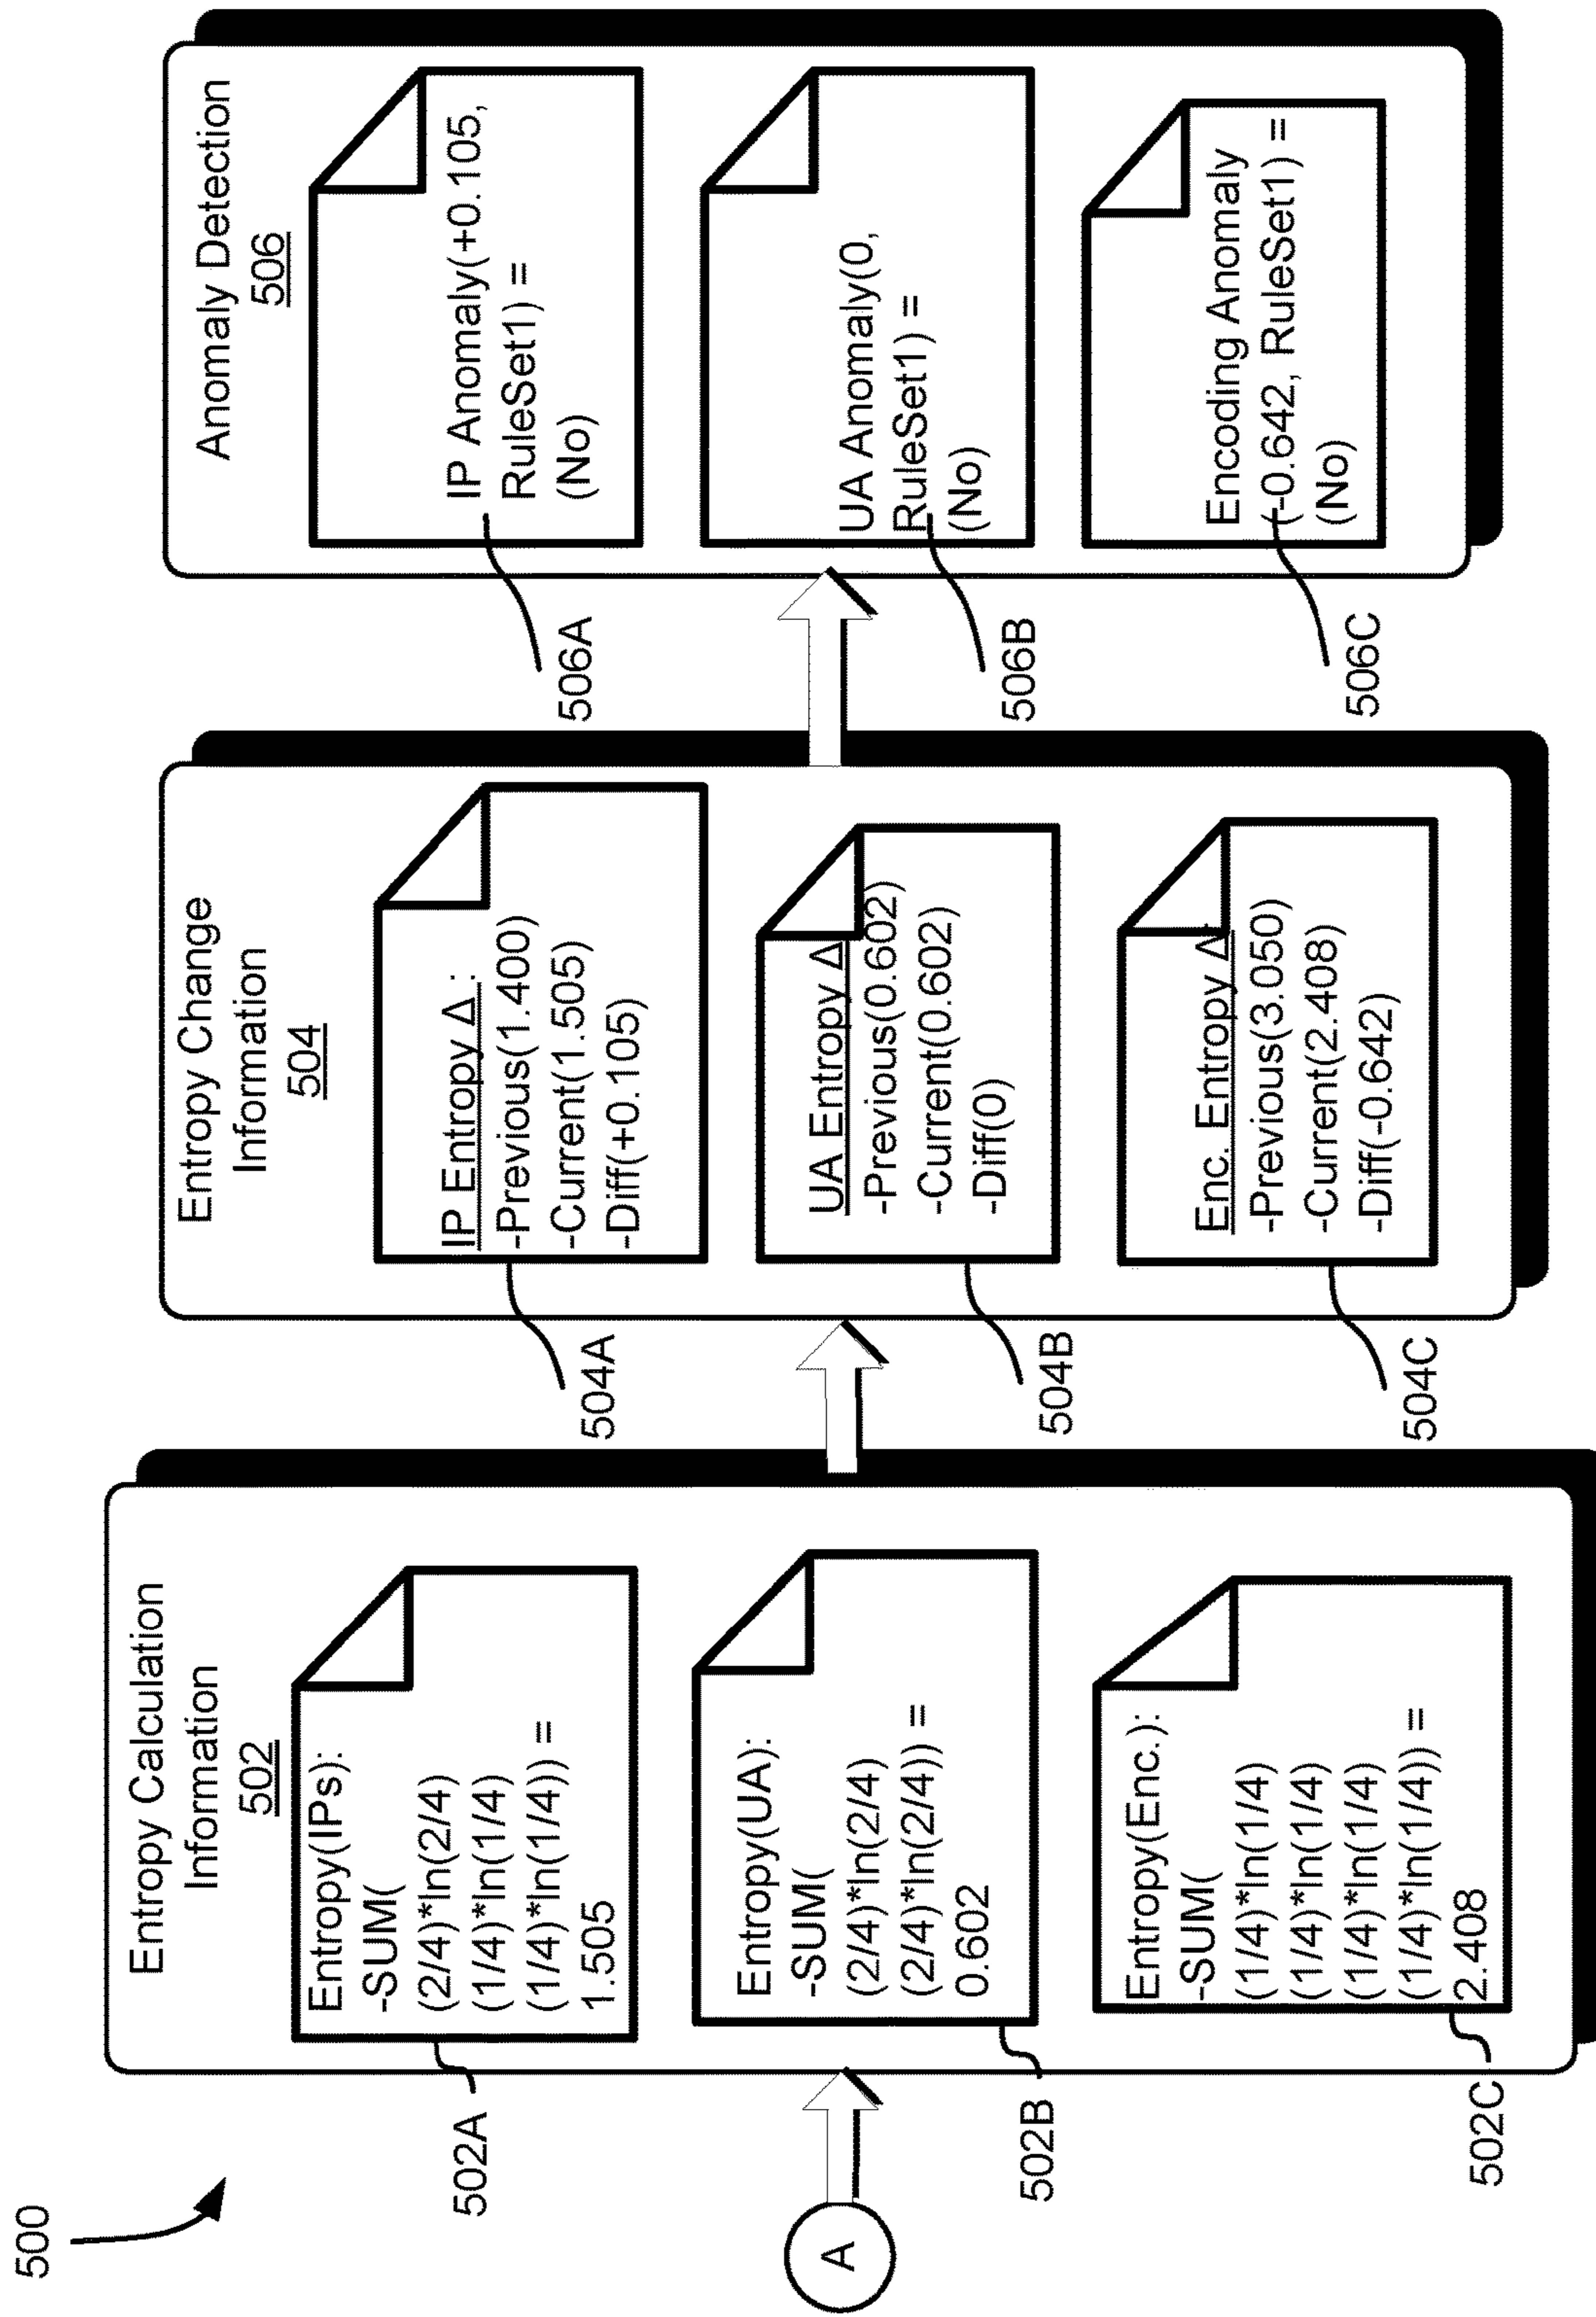 500
A
Entropy Calculation
Information
502
Entropy(IPs):
-SUM(
(2/4)*ln(2/4)
(1/4)*ln(1/4)
(1/4)*ln(1/4)) =
1.505
502A
Entropy(UA):
-SUM(
(2/4)*ln(2/4)
(2/4)*ln(2/4)) =
0.602
502B
Entropy(Enc.):
-SUM(
(1/4)*ln(1/4)
(1/4)*ln(1/4)
(1/4)*ln(1/4)
(1/4)*ln(1/4)) =
2.408
502C
Entropy Change
Information
504
IP Entropy Δ :
-Previous(1.400)
-Current(1.505)
-Diff(+0.105)
504A
UA Entropy Δ
-Previous(0.602)
-Current(0.602)
-Diff(0)
504B
Enc. Entropy Δ
-Previous(3.050)
-Current(2.408)
-Diff(-0.642)
504C
Anomaly Detection
506
IP Anomaly(+0.105,
RuleSet1) =
(No)
506A
UA Anomaly(0,
RuleSet1) =
(No)
506B
Encoding Anomaly
(-0.642, RuleSet1) =
(No)
506C